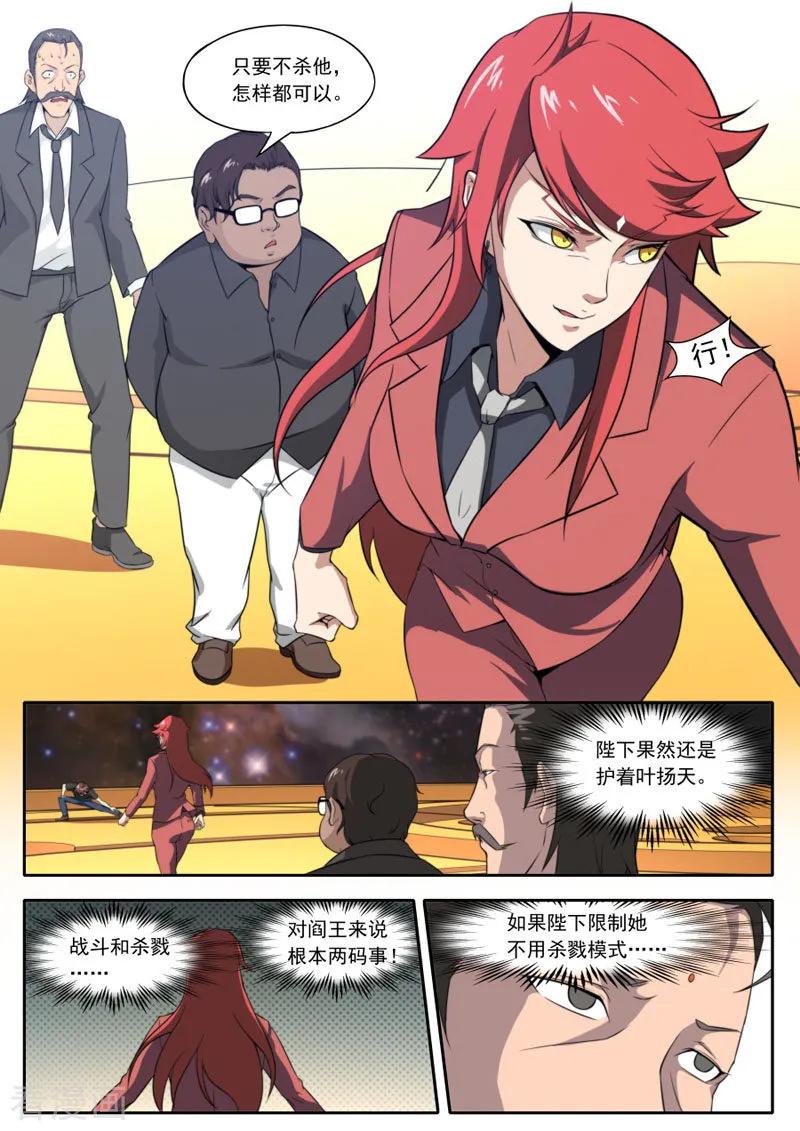 只要不杀他，
怎样都可以。
行！
陛下果然还是
护着叶扬天。
战斗和杀戮
……
对阎王来说
根本两码事！
如果陛下限制她
不用杀戮模式……
看漫画